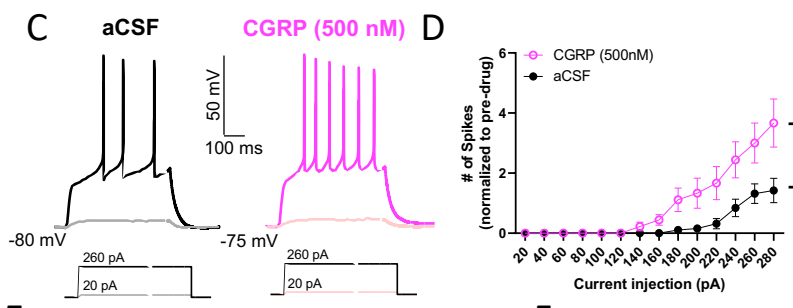 C
aCSF
CGRP (500 nM)
50 mV
100 ms
-80 mV
-75 mV
260 pA
20 pA
260 pA
20 pA
D
CGRP (500nM)
aCSF
# of Spikes
(normalized to pre-drug)
6
4
2
0
20 40 60 80 100 120 140 160 180 200 220 240 260 280
Current injection (pA)